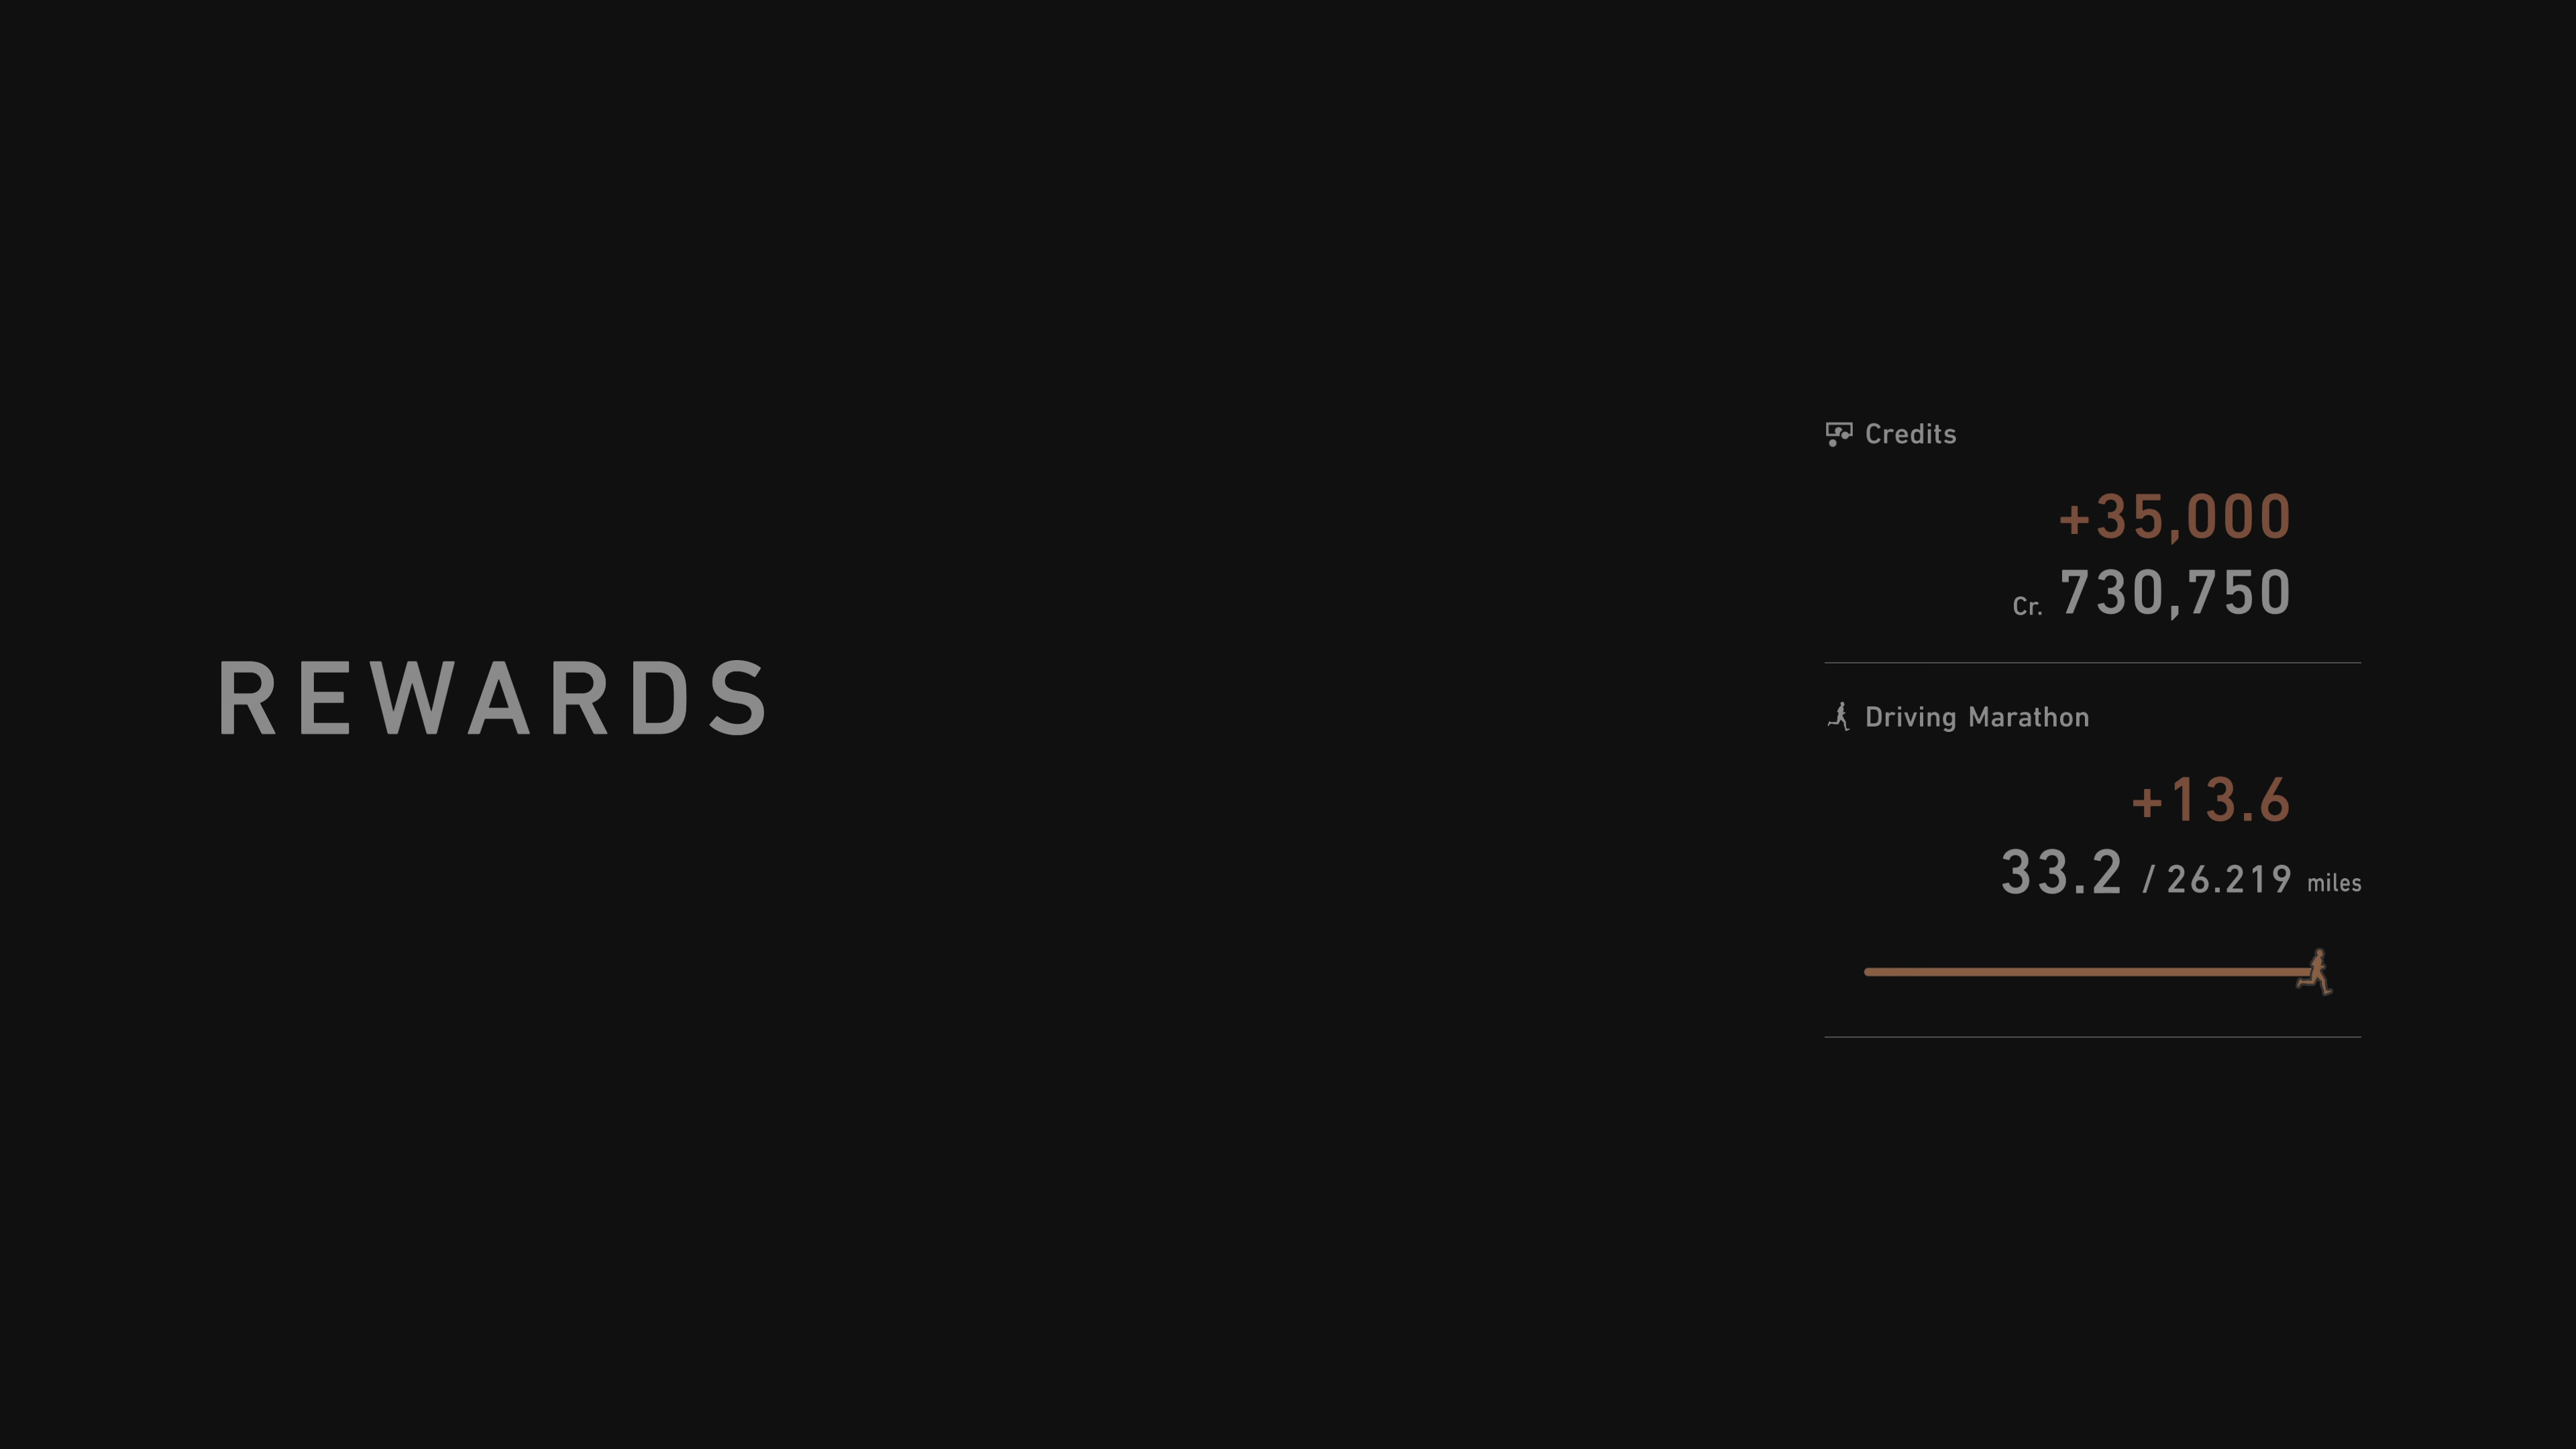 REWARDS
Credits
+35,000
Cr. 730,750
Driving Marathon
+13.6
33.2 / 26.219 miles